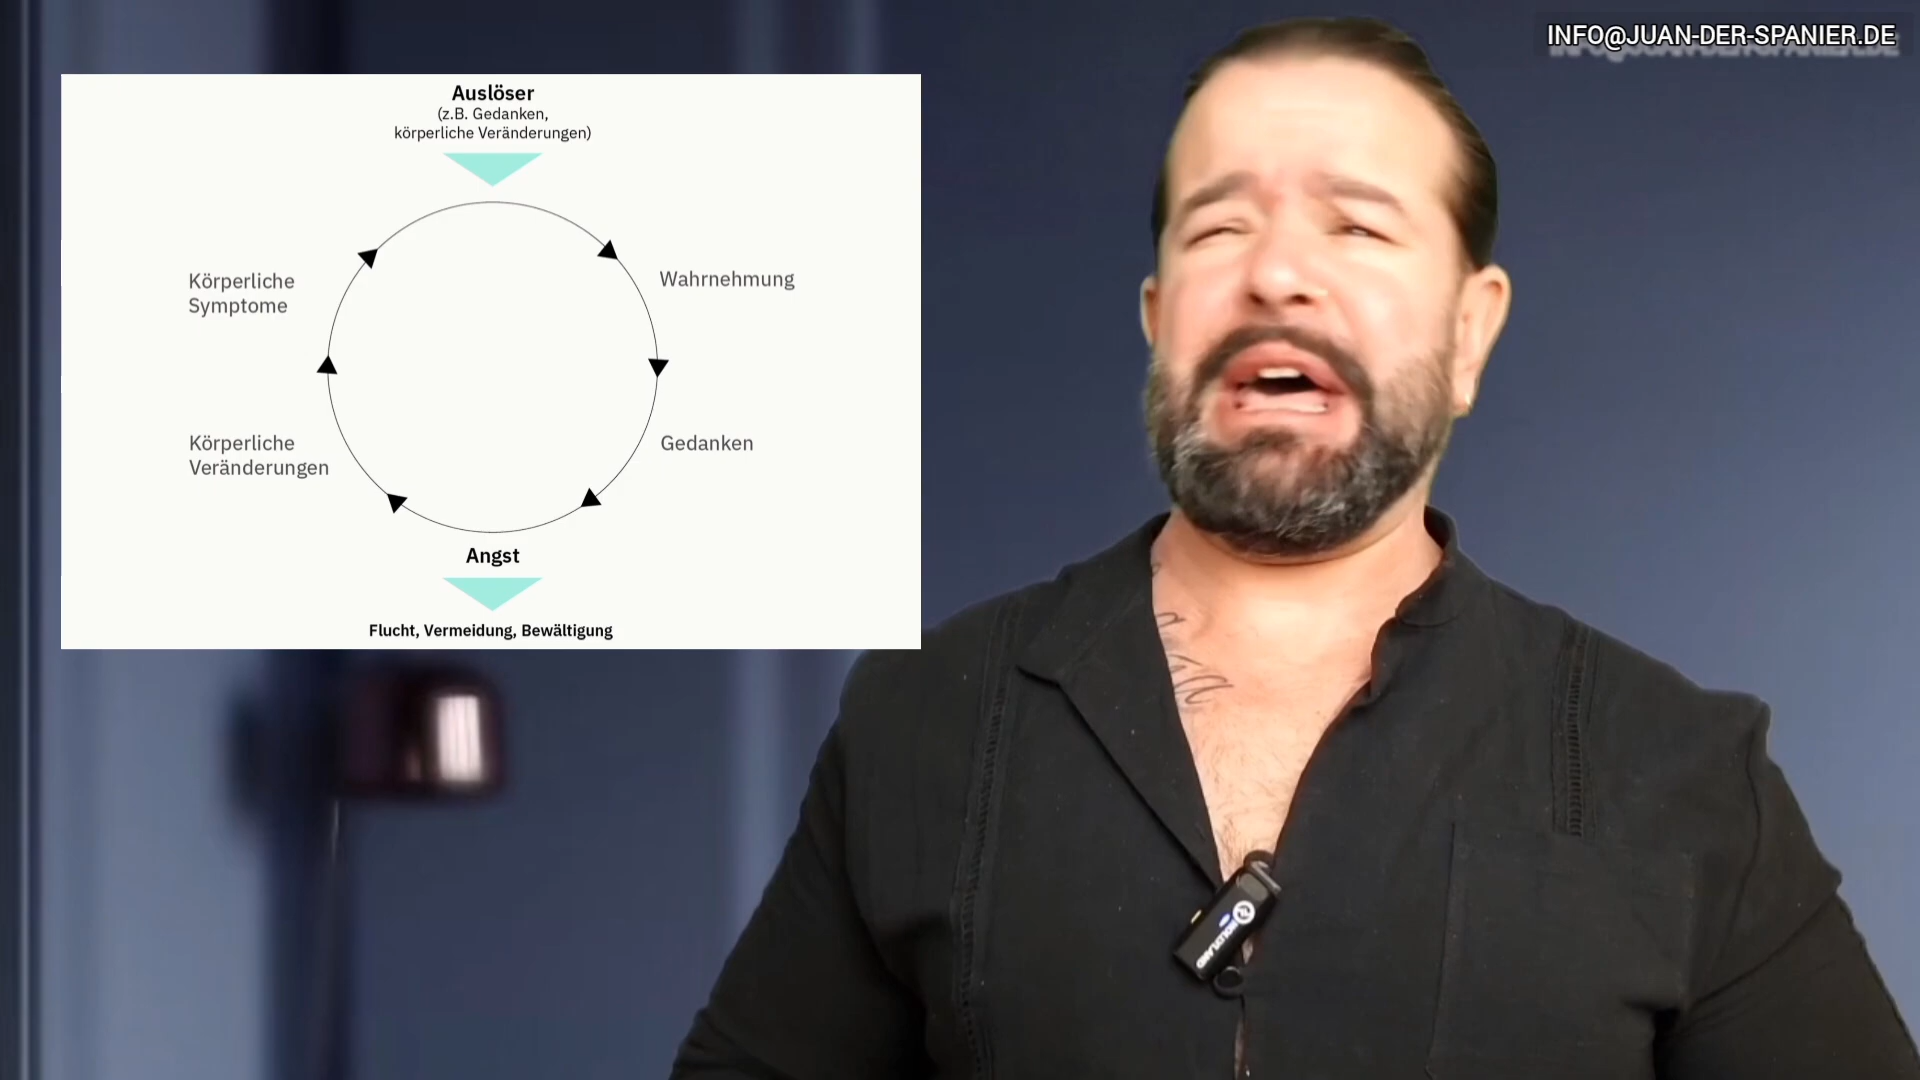 INFO@JUAN-DER-SPANIER.DE
Auslöser
(z.B. Gedanken,
körperliche Veränderungen)
Wahrnehmung
Gedanken
Angst
Flucht, Vermeidung, Bewältigung
Körperliche
Veränderungen
Körperliche
Symptome
HOLLYLAND